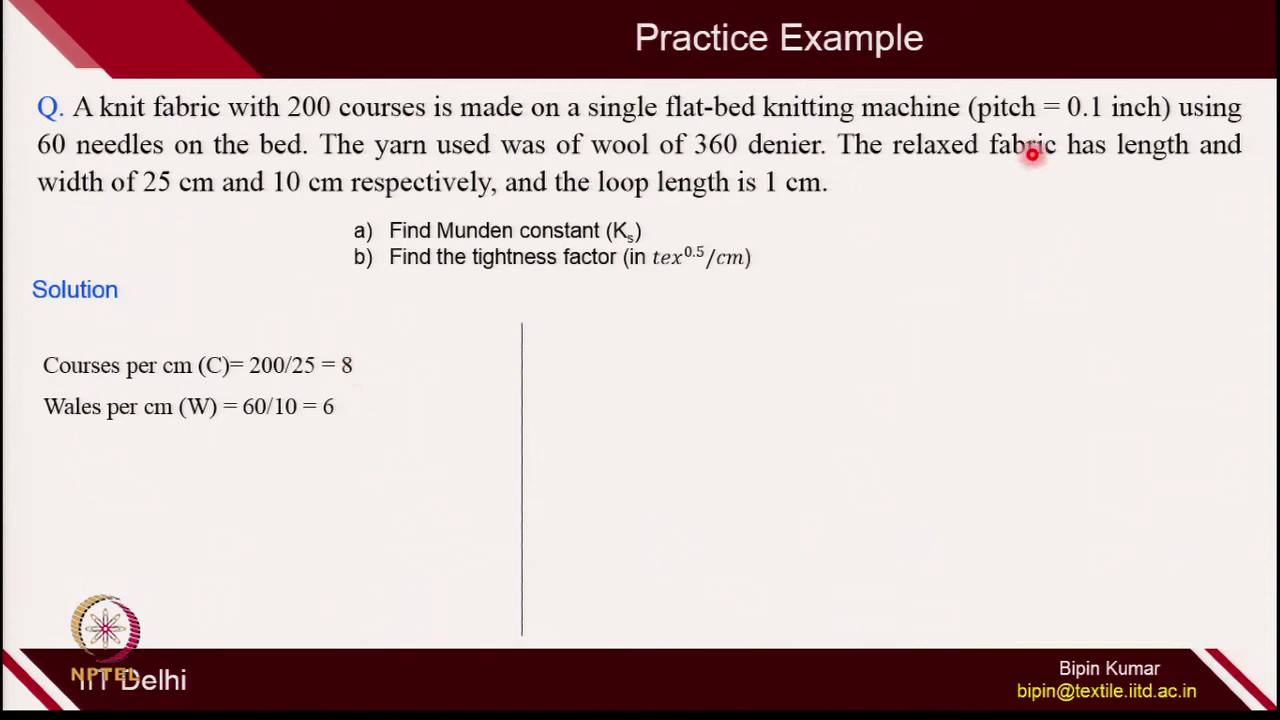 Practice Example
Q. A knit fabric with 200 courses is made on a single flat-bed knitting machine (pitch = 0.1 inch) using
60 needles on the bed. The yarn used was of wool of 360 denier. The relaxed fabric has length and
width of 25 cm and 10 cm respectively, and the loop length is 1 cm.
a) Find Munden constant (Kₛ)
b) Find the tightness factor (in tex⁰·⁵/cm)
Solution
Courses per cm (C)= 200/25 = 8
Wales per cm (W) = 60/10 = 6
NPTEL
IIT Delhi
Bipin Kumar
bipin@textile.iitd.ac.in